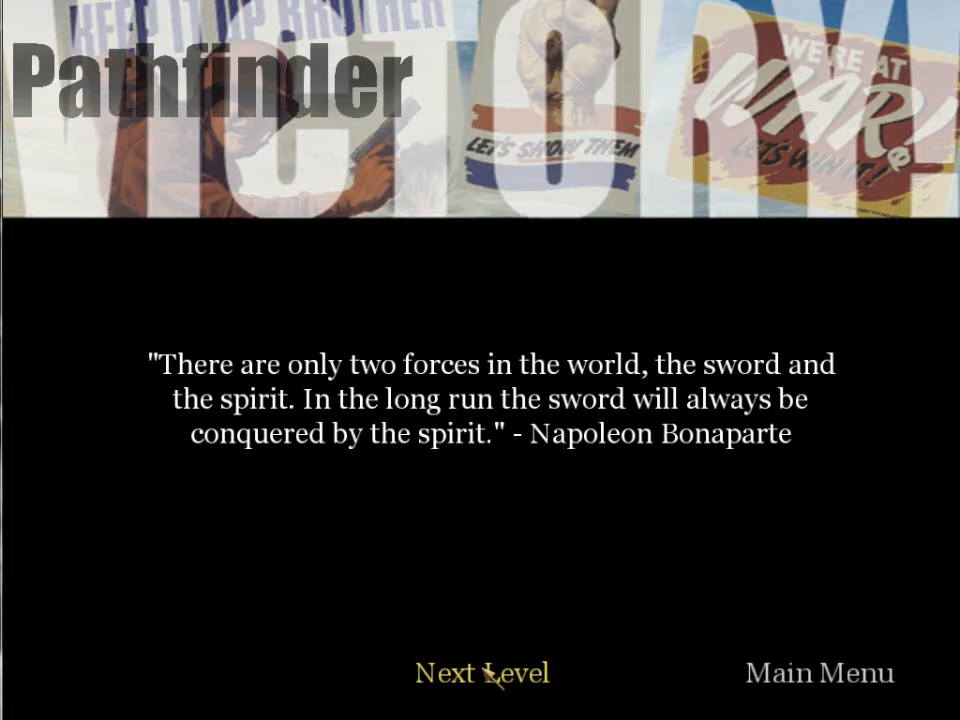 KEEP IT UP BROTHER
VICTORY
Pathfinder
WE'RE AT
WAR!
LET'S SHOW THEM
LET'S WIN IT!
"There are only two forces in the world, the sword and
the spirit. In the long run the sword will always be
conquered by the spirit." - Napoleon Bonaparte
Next Level
Main Menu